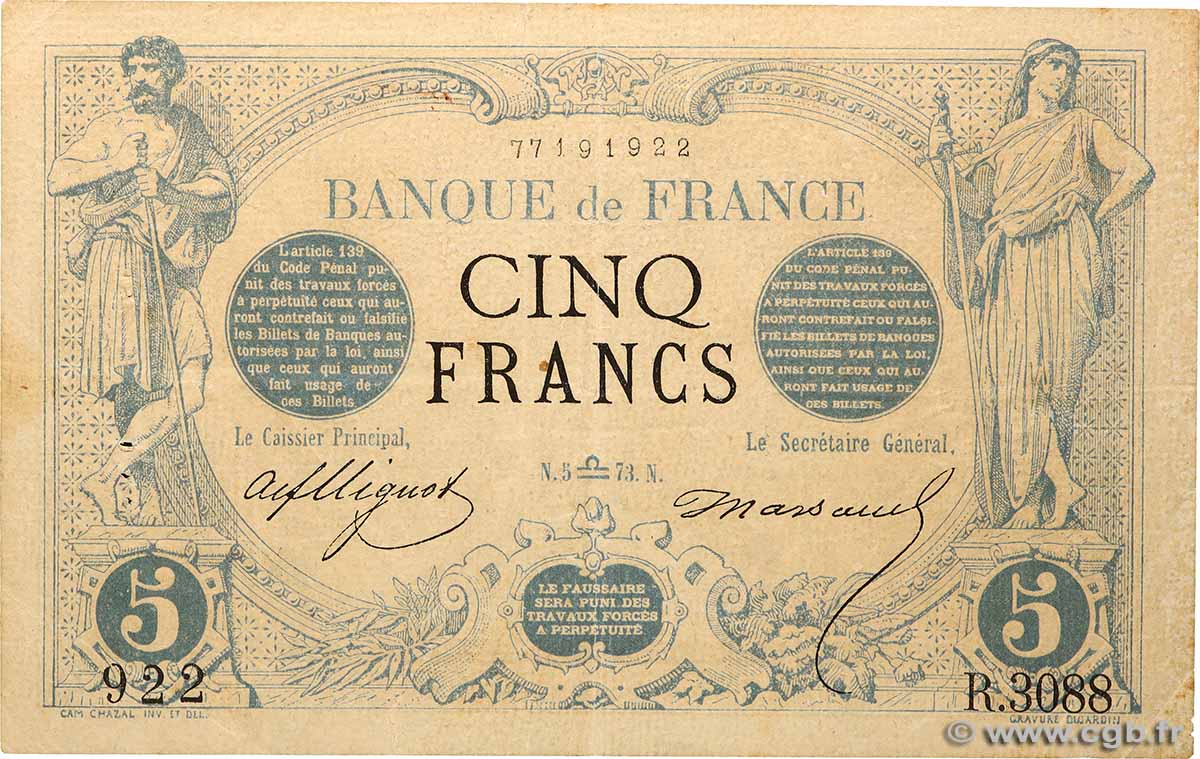 77191922
BANQUE de FRANCE
CINQ
FRANCS
L'article 139
du Code Pénal pu-
nit des travaux forcés
à perpétuité ceux qui au-
ront contrefait ou falsifié
les Billets de Banques au-
torisées par la loi, ainsi
que ceux qui auront
fait usage de
ces Billets
L'ARTICLE 139
DU CODE PÉNAL PU-
NIT DES TRAVAUX FORCÉS
A PERPÉTUITÉ CEUX QUI AU-
RONT CONTREFAIT OU FALSI-
FIÉ LES BILLETS DE BANQUES
AUTORISÉES PAR LA LOI,
AINSI QUE CEUX QUI AU-
RONT FAIT USAGE DE
CES BILLETS.
Le Caissier Principal,
Le Secrétaire Général,
N. 5 ♎ 73. N.
Mignot
Marsaud
LE FAUSSAIRE
SERA PUNI DES
TRAVAUX FORCÉS
A PERPÉTUITÉ
5
5
922
R.3088
CAM CHAZAL INV. ET DEL.
GRAVURE DUJARDIN
© www.cgb.fr